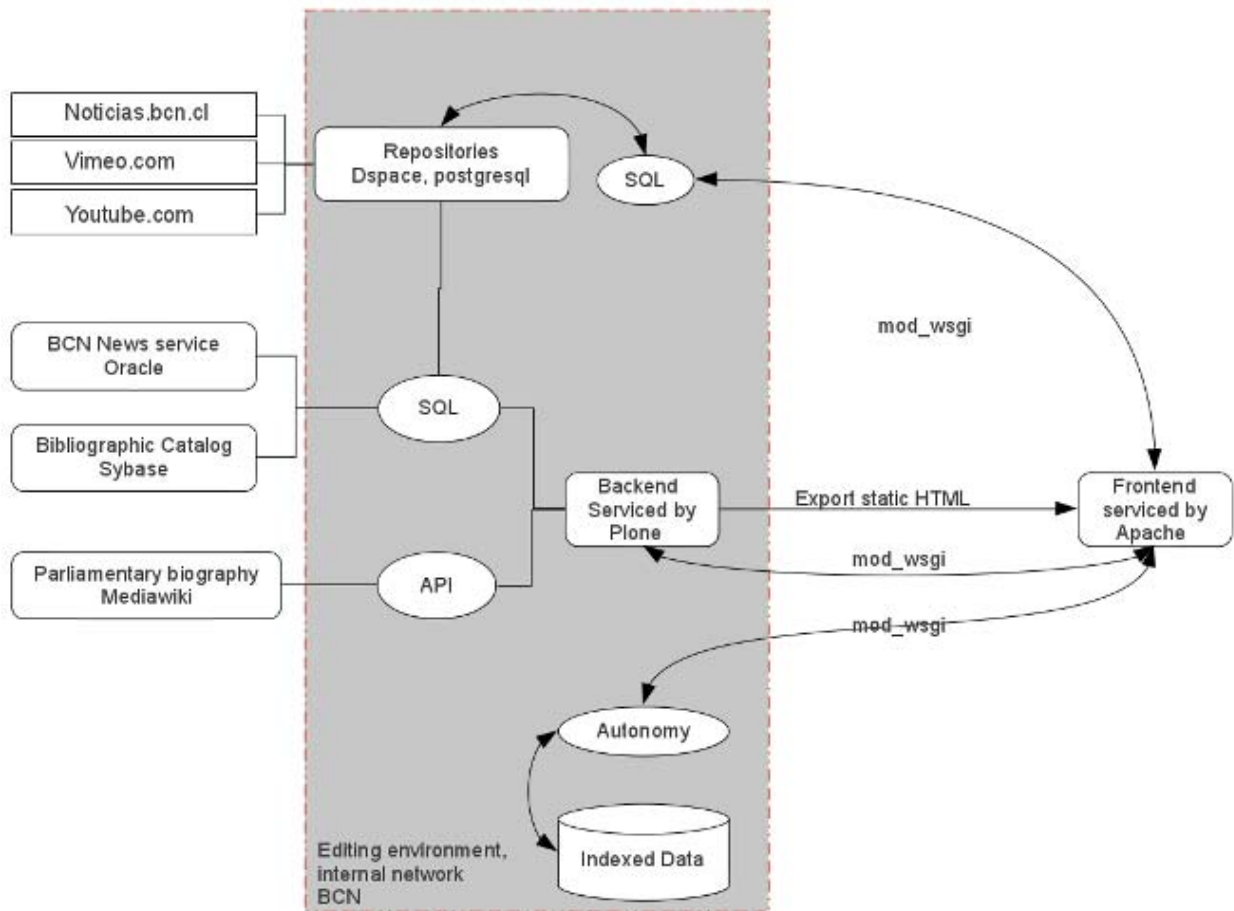 Noticias.bcn.cl
Vimeo.com
Youtube.com
Repositories
Dspace, postgresql
SQL
mod_wsgi
BCN News service
Oracle
SQL
Bibliographic Catalog
Sybase
Backend
Serviced by
Plone
Export static HTML
Frontend
serviced by
Apache
mod_wsgi
Parliamentary biography
Mediawiki
API
mod_wsgi
Autonomy
Indexed Data
Editing environment,
internal network
BCN